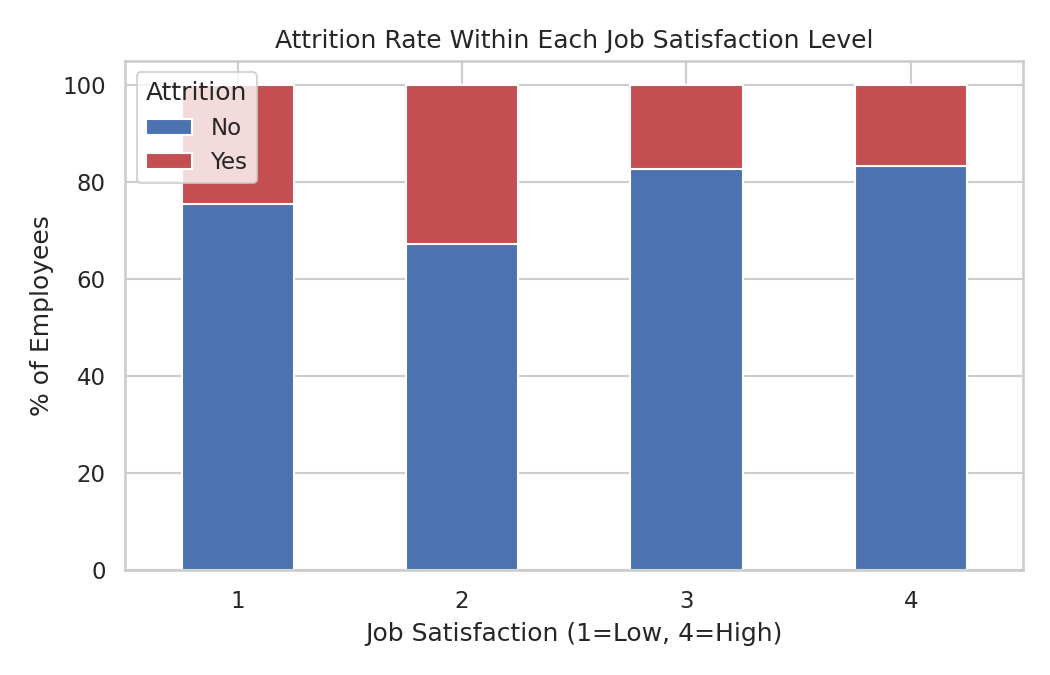 Attrition Rate Within Each Job Satisfaction Level
Attrition
No
Yes
100
80
60
40
20
0
% of Employees
1 2 3 4
Job Satisfaction (1=Low, 4=High)